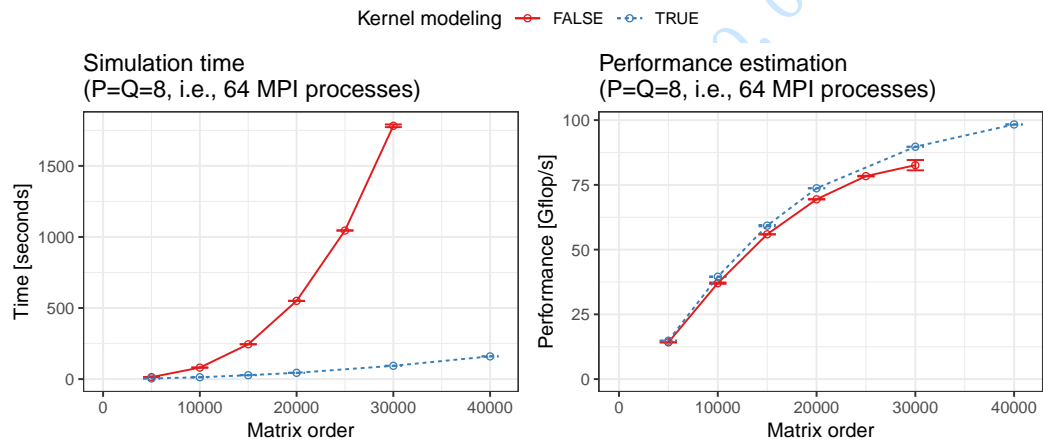 Kernel modeling FALSE TRUE
Simulation time
(P=Q=8, i.e., 64 MPI processes)
Time [seconds]
1500
1000
500
0
0 10000 20000 30000 40000
Matrix order
Performance estimation
(P=Q=8, i.e., 64 MPI processes)
Performance [Gflop/s]
100
75
50
25
0
0 10000 20000 30000 40000
Matrix order